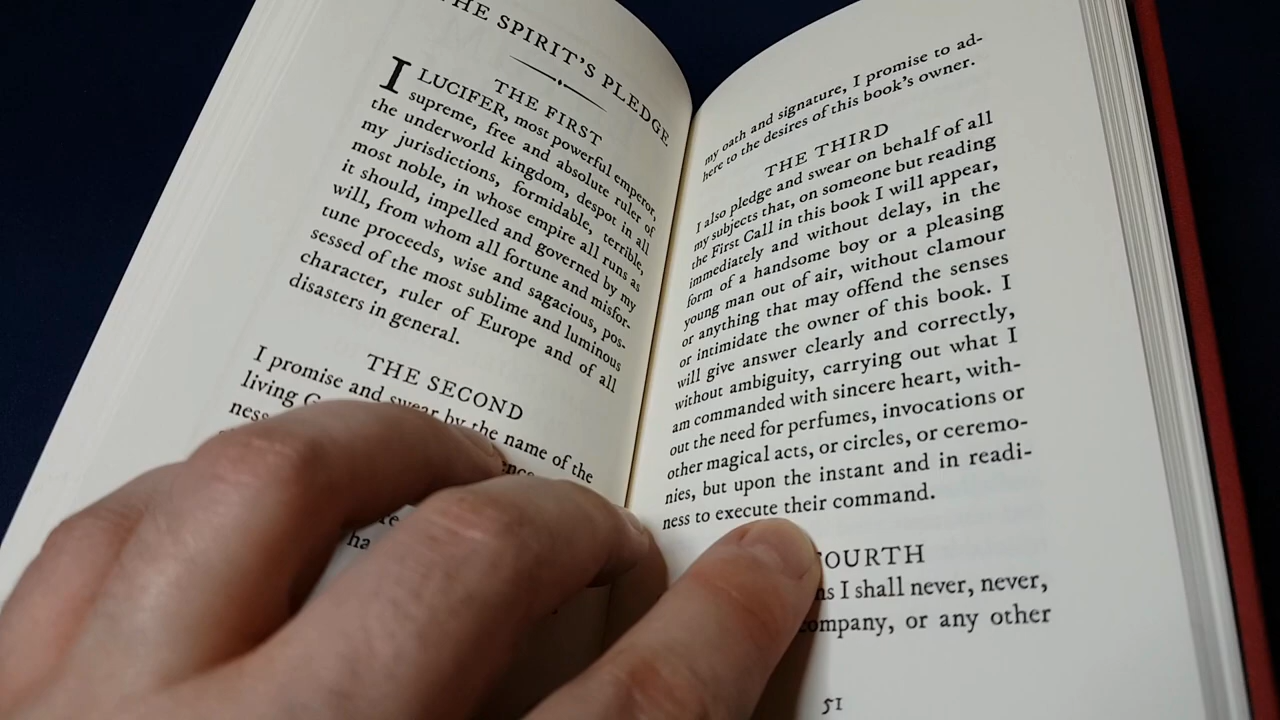 THE SPIRIT'S PLEDGE
THE FIRST
I LUCIFER, most powerful emperor,
supreme, free and absolute ruler of
the underworld kingdom, despot in all
my jurisdictions, formidable, terrible,
most noble, in whose empire all runs as
it should, impelled and governed by my
will, from whom all fortune and misfor-
tune proceeds, wise and sagacious, pos-
sessed of the most sublime and luminous
character, ruler of Europe and of all
disasters in general.
THE SECOND
I promise and swear by the name of the
living
my oath and signature, I promise to ad-
here to the desires of this book's owner.
THE THIRD
I also pledge and swear on behalf of all
my subjects that, on someone but reading
the First Call in this book I will appear,
immediately and without delay, in the
form of a handsome boy or a pleasing
young man out of air, without clamour
or anything that may offend the senses
or intimidate the owner of this book. I
will give answer clearly and correctly,
without ambiguity, carrying out what I
am commanded with sincere heart, with-
out the need for perfumes, invocations or
other magical acts, or circles, or ceremo-
nies, but upon the instant and in readi-
ness to execute their command.
FOURTH
I shall never, never,
company, or any other
51